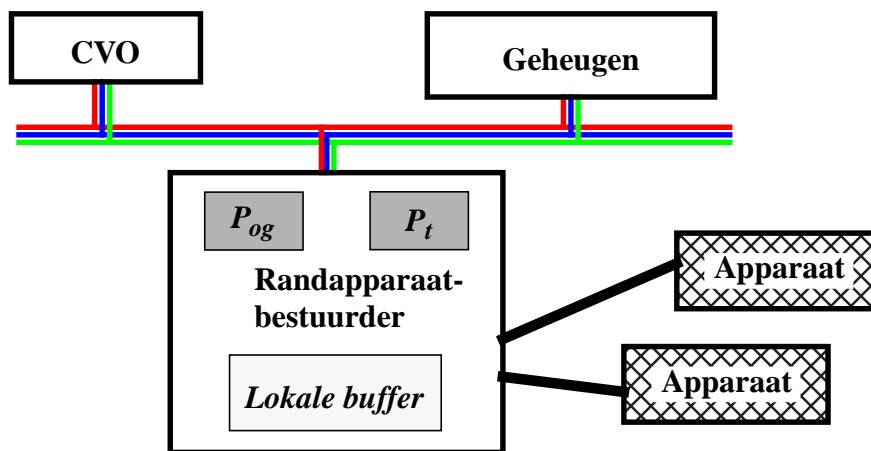 CVO
Geheugen
P_og
P_t
Randapparaat-
bestuurder
Lokale buffer
Apparaat
Apparaat